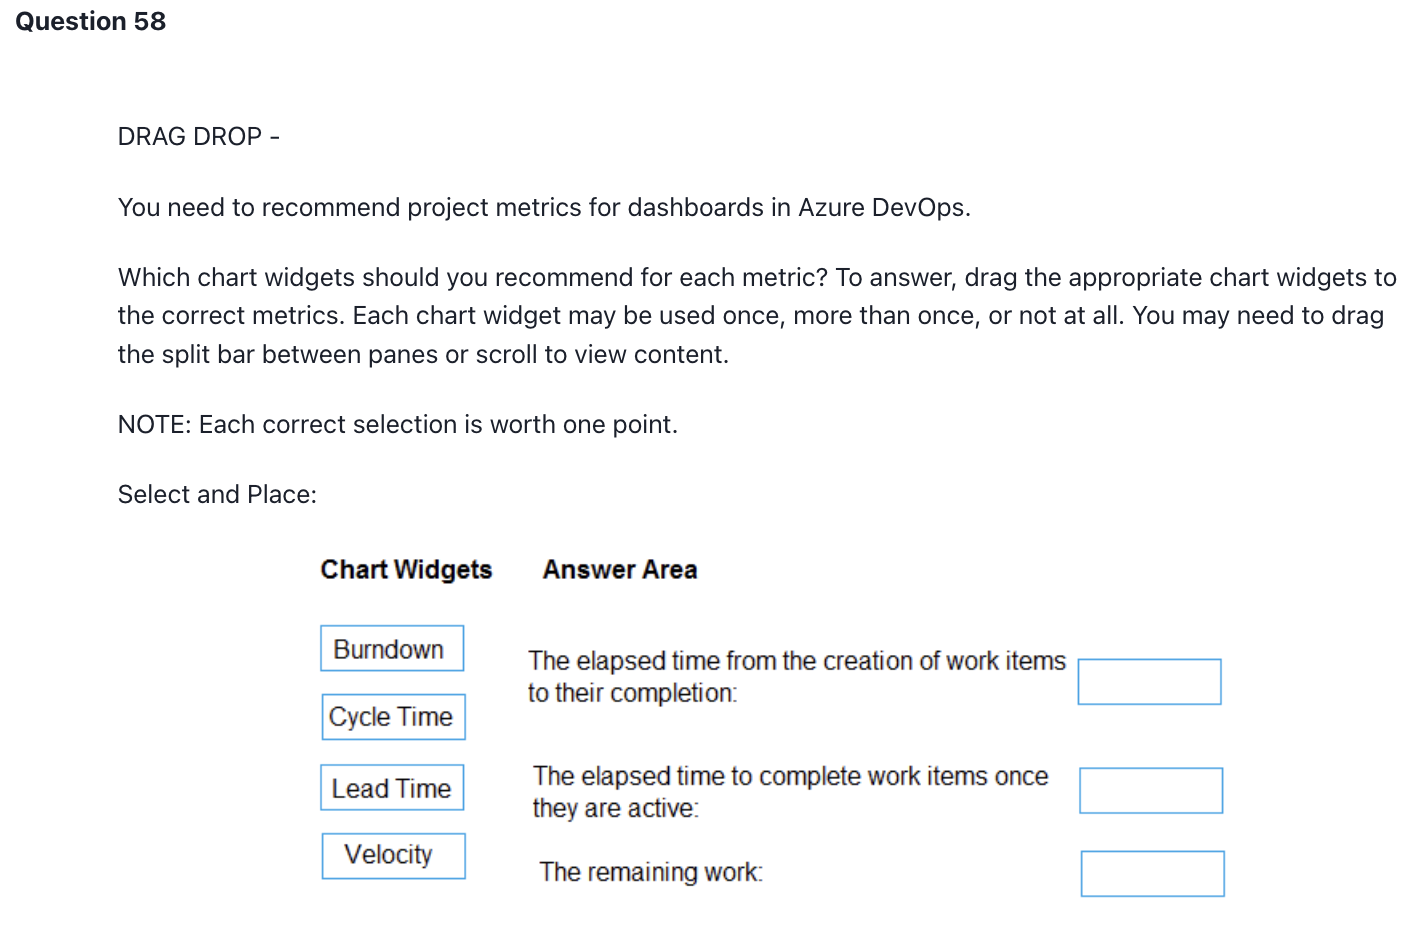 Question 58
DRAG DROP -
You need to recommend project metrics for dashboards in Azure DevOps.
Which chart widgets should you recommend for each metric? To answer, drag the appropriate chart widgets to
the correct metrics. Each chart widget may be used once, more than once, or not at all. You may need to drag
the split bar between panes or scroll to view content.
NOTE: Each correct selection is worth one point.
Select and Place:
Chart Widgets
Answer Area
Burndown
Cycle Time
Lead Time
Velocity
The elapsed time from the creation of work items
to their completion:
The elapsed time to complete work items once
they are active:
The remaining work: